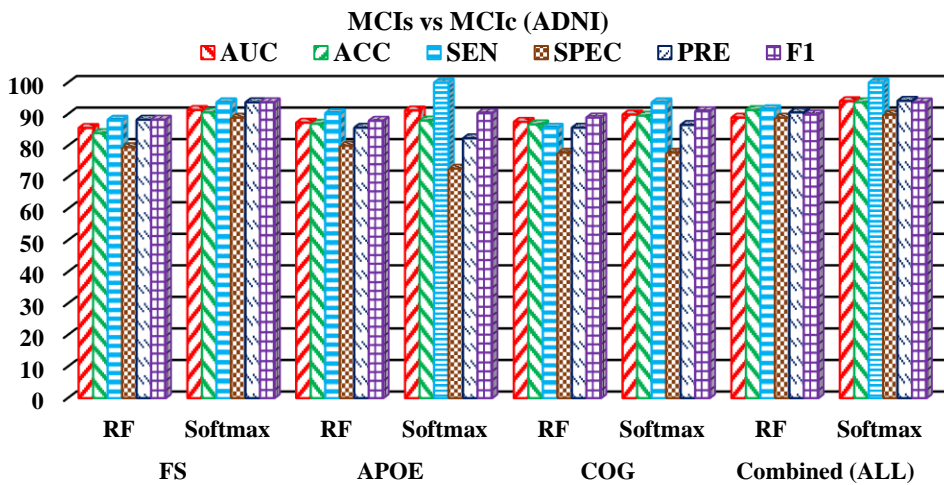 MCIs vs MCIc (ADNI)
AUC ACC SEN SPEC PRE F1
100
90
80
70
60
50
40
30
20
10
0
RF Softmax RF Softmax RF Softmax RF Softmax
FS APOE COG Combined (ALL)